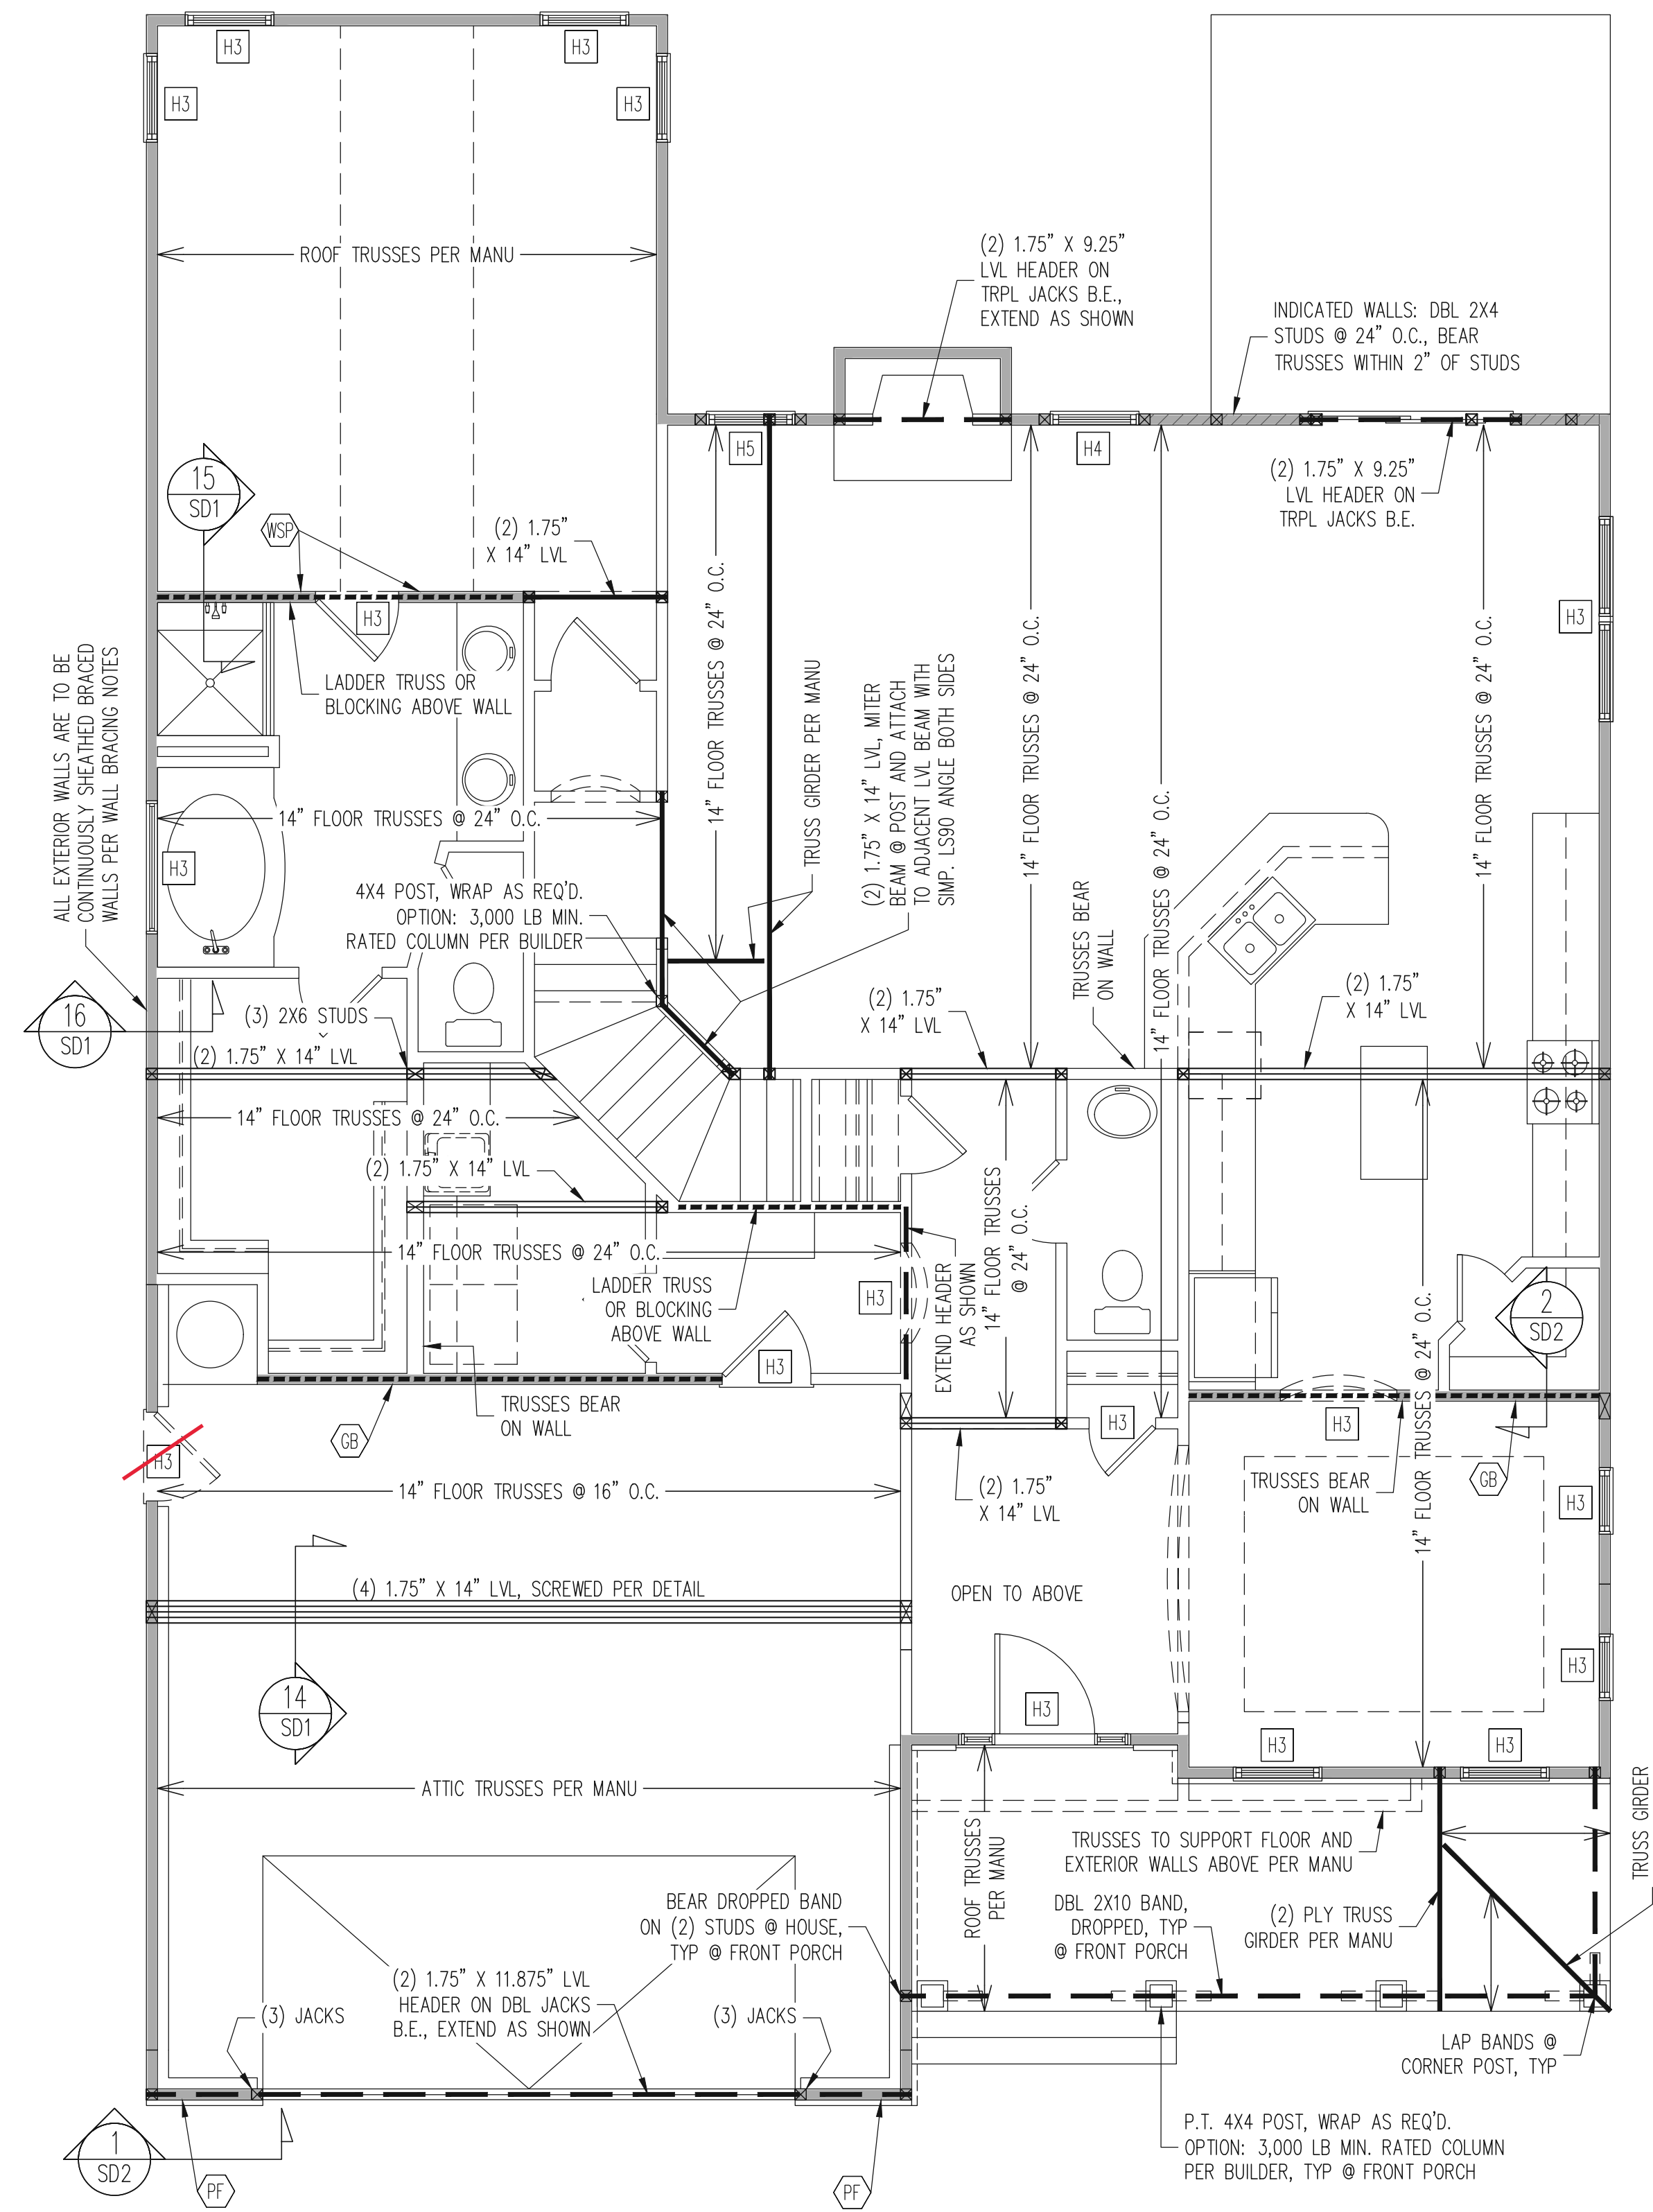 H3
H3
H3
H3
ROOF TRUSSES PER MANU
(2) 1.75" X 9.25"
LVL HEADER ON
TRPL JACKS B.E.,
EXTEND AS SHOWN
INDICATED WALLS: DBL 2X4
STUDS @ 24" O.C., BEAR
TRUSSES WITHIN 2" OF STUDS
H5
H4
(2) 1.75" X 9.25"
LVL HEADER ON
TRPL JACKS B.E.
15
SD1
WSP
(2) 1.75"
X 14" LVL
H3
H3
LADDER TRUSS OR
BLOCKING ABOVE WALL
ALL EXTERIOR WALLS ARE TO BE
CONTINUOUSLY SHEATHED BRACED
WALLS PER WALL BRACING NOTES
14" FLOOR TRUSSES @ 24" O.C.
TRUSS GIRDER PER MANU
(2) 1.75" X 14" LVL, MITER
BEAM @ POST AND ATTACH
TO ADJACENT LVL BEAM WITH
SIMP. LS90 ANGLE BOTH SIDES
14" FLOOR TRUSSES @ 24" O.C.
14" FLOOR TRUSSES @ 24" O.C.
14" FLOOR TRUSSES @ 24" O.C.
14" FLOOR TRUSSES @ 24" O.C.
H3
4X4 POST, WRAP AS REQ'D.
OPTION: 3,000 LB MIN.
RATED COLUMN PER BUILDER
TRUSSES BEAR
ON WALL
(2) 1.75"
X 14" LVL
(2) 1.75"
X 14" LVL
16
SD1
(3) 2X6 STUDS
(2) 1.75" X 14" LVL
14" FLOOR TRUSSES @ 24" O.C.
(2) 1.75" X 14" LVL
14" FLOOR TRUSSES
@ 24" O.C.
14" FLOOR TRUSSES @ 24" O.C.
LADDER TRUSS
OR BLOCKING
ABOVE WALL
H3
EXTEND HEADER
AS SHOWN
14" FLOOR TRUSSES @ 24" O.C.
2
SD2
H3
TRUSSES BEAR
ON WALL
GB
H3
H3
H3
TRUSSES BEAR
ON WALL
GB
H3
14" FLOOR TRUSSES @ 16" O.C.
(2) 1.75"
X 14" LVL
(4) 1.75" X 14" LVL, SCREWED PER DETAIL
OPEN TO ABOVE
14
SD1
H3
H3
H3
H3
ATTIC TRUSSES PER MANU
ROOF TRUSSES
PER MANU
TRUSSES TO SUPPORT FLOOR AND
EXTERIOR WALLS ABOVE PER MANU
TRUSS GIRDER
BEAR DROPPED BAND
ON (2) STUDS @ HOUSE,
TYP @ FRONT PORCH
DBL 2X10 BAND,
DROPPED, TYP
@ FRONT PORCH
(2) PLY TRUSS
GIRDER PER MANU
(2) 1.75" X 11.875" LVL
HEADER ON DBL JACKS
B.E., EXTEND AS SHOWN
(3) JACKS
(3) JACKS
LAP BANDS @
CORNER POST, TYP
1
SD2
PF
PF
P.T. 4X4 POST, WRAP AS REQ'D.
OPTION: 3,000 LB MIN. RATED COLUMN
PER BUILDER, TYP @ FRONT PORCH